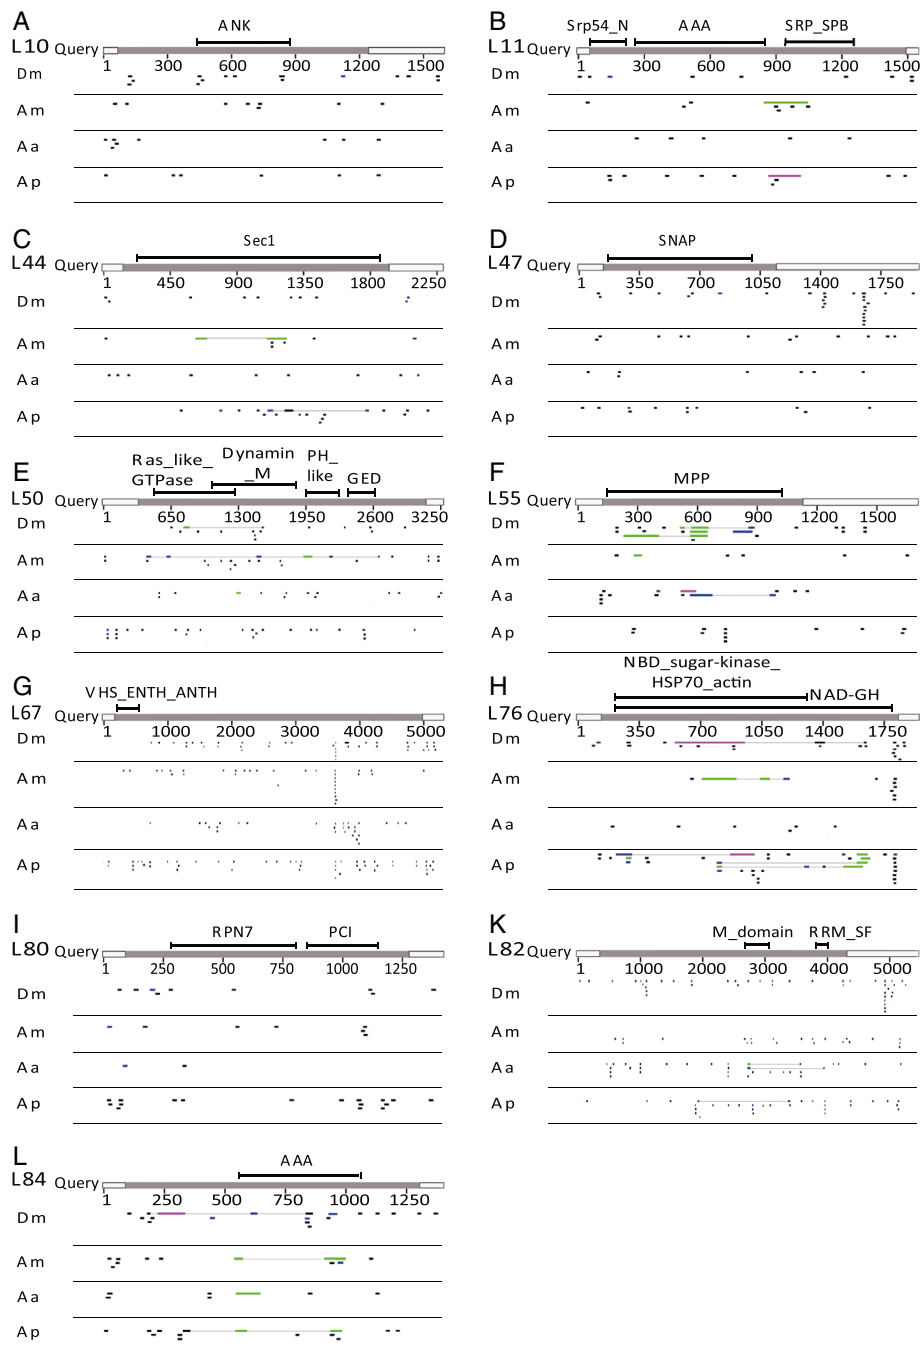 A
ANK
L10 Query
1 300 600 900 1200 1500
Dm
Am
Aa
Ap
B
Srp54_N AAA SRP_SPB
L11 Query
1 300 600 900 1200 1500
Dm
Am
Aa
Ap
C
Sec1
L44 Query
1 450 900 1350 1800 2250
Dm
Am
Aa
Ap
D
SNAP
L47 Query
1 350 700 1050 1400 1750
Dm
Am
Aa
Ap
E
Ras_like_
GTPase
Dynamin
_M
PH_
like
GED
L50 Query
1 650 1300 1950 2600 3250
Dm
Am
Aa
Ap
F
MPP
L55 Query
1 300 600 900 1200 1500
Dm
Am
Aa
Ap
G
VHS_ENTH_ANTH
L67 Query
1 1000 2000 3000 4000 5000
Dm
Am
Aa
Ap
H
NBD_sugar-kinase_
HSP70_actin
NAD-GH
L76 Query
1 350 700 1050 1400 1750
Dm
Am
Aa
Ap
I
RPN7 PCI
L80 Query
1 250 500 750 1000 1250
Dm
Am
Aa
Ap
K
M_domain RRM_SF
L82 Query
1 1000 2000 3000 4000 5000
Dm
Am
Aa
Ap
L
AAA
L84 Query
1 250 500 750 1000 1250
Dm
Am
Aa
Ap